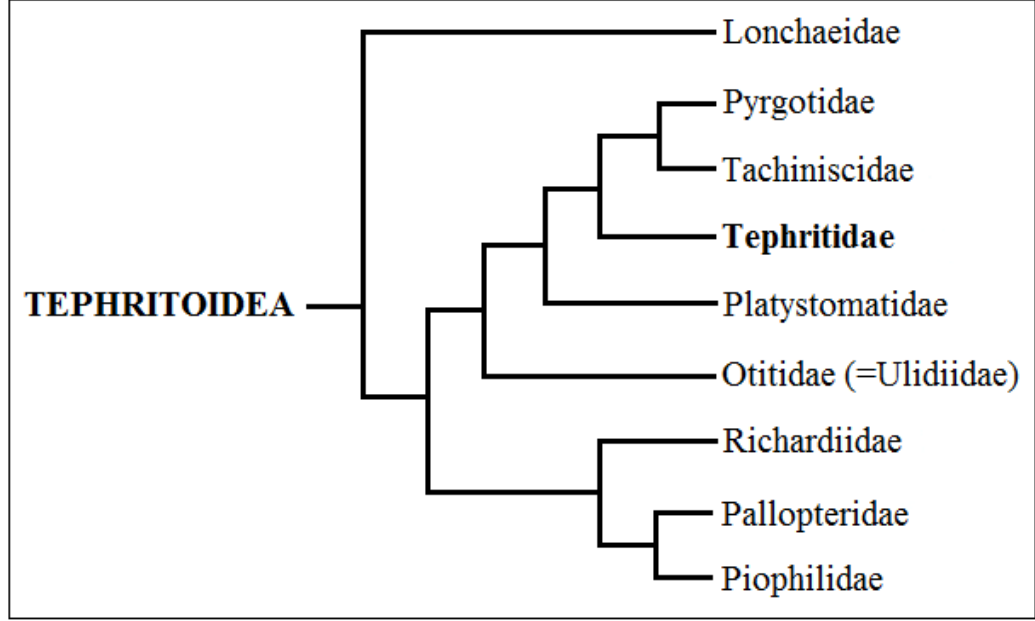 Lonchaeidae
Pyrgotidae
Tachiniscidae
Tephritidae
TEPHRITOIDEA
Platystomatidae
Otitidae (=Ulidiidae)
Richardiidae
Pallopteridae
Piophilidae